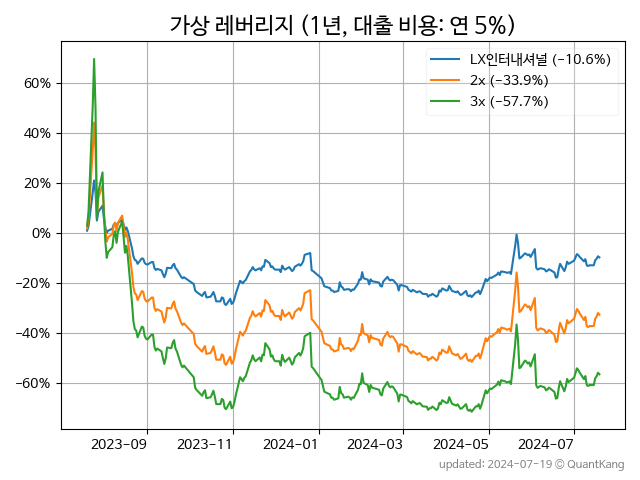 가상 레버리지 (1년, 대출 비용: 연 5%)
LX인터내셔널 (−10.6%)
2x (−33.9%)
3x (−57.7%)
60%
40%
20%
0%
−20%
−40%
−60%
2023-09
2023-11
2024-01
2024-03
2024-05
2024-07
updated: 2024-07-19 © QuantKang